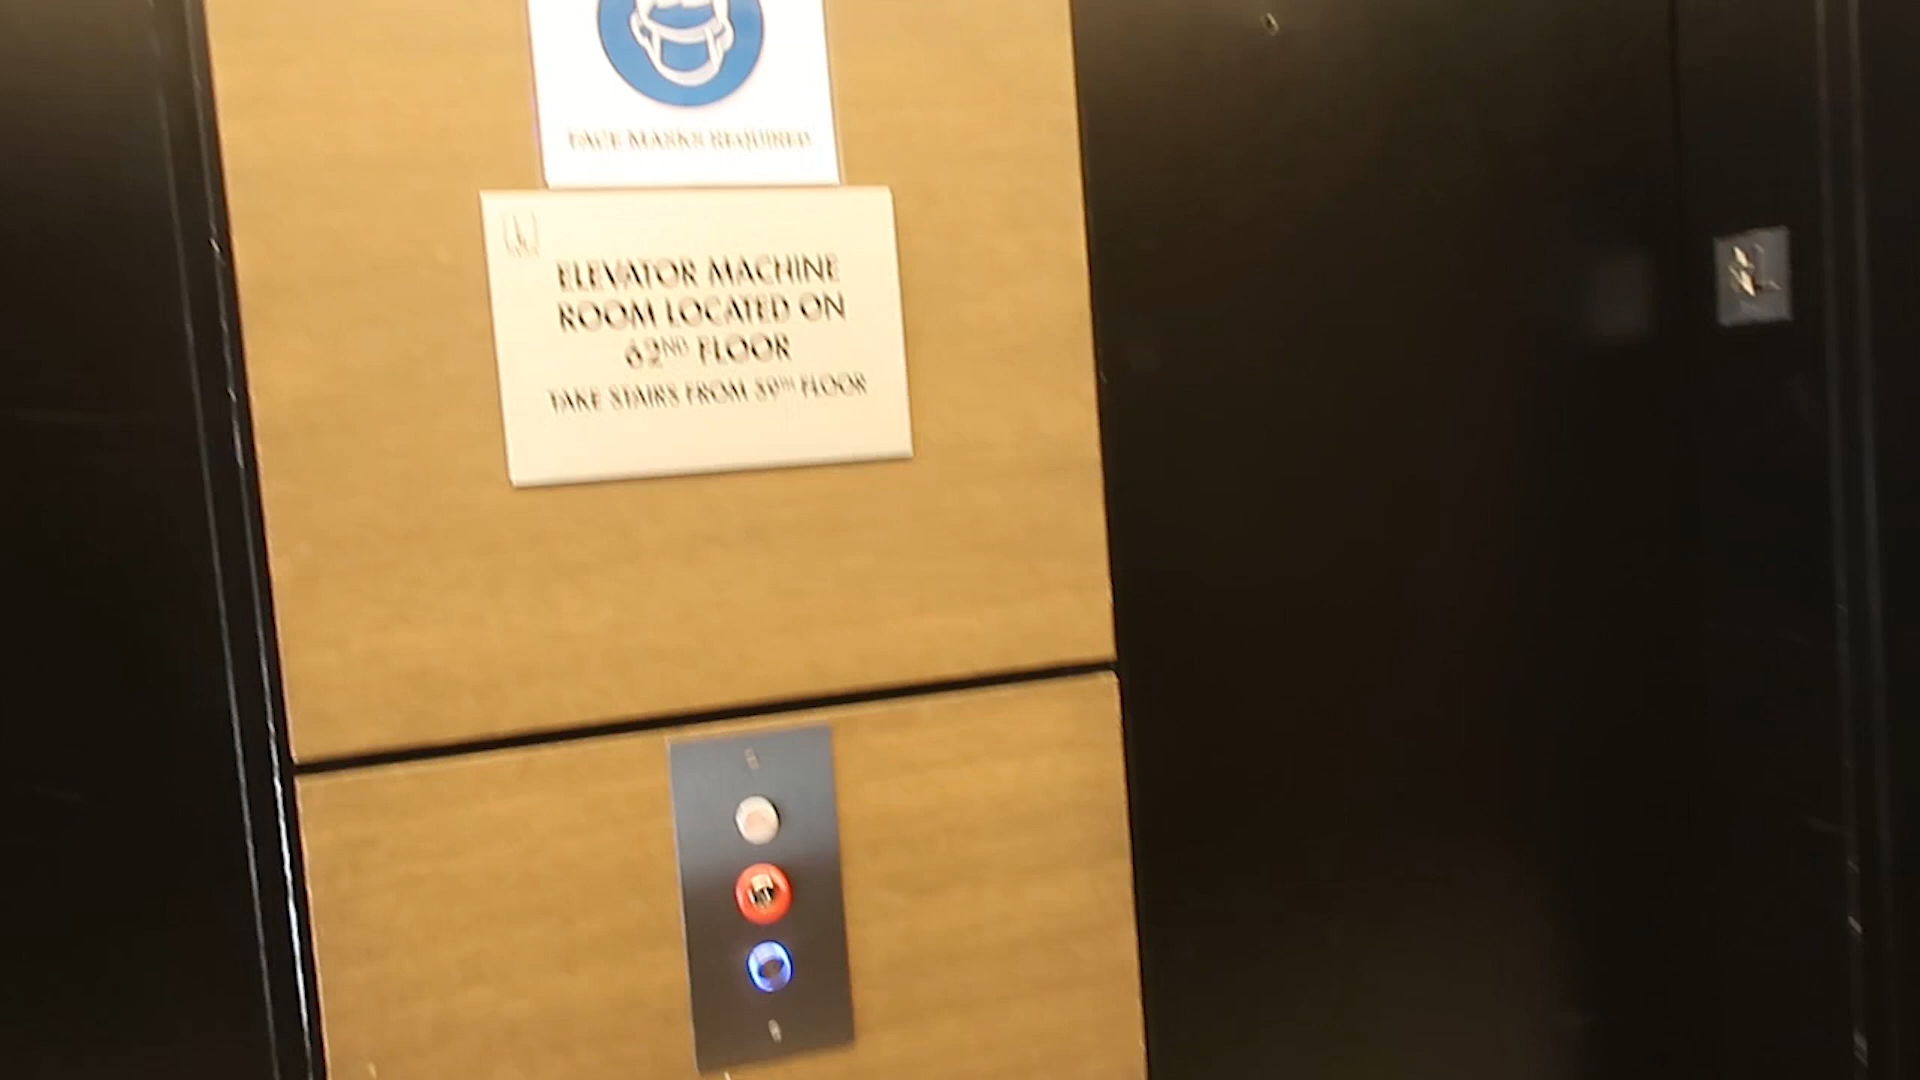 FACE MASKS REQUIRED
ELEVATOR MACHINE
ROOM LOCATED ON
62ND FLOOR
TAKE STAIRS FROM 59TH FLOOR